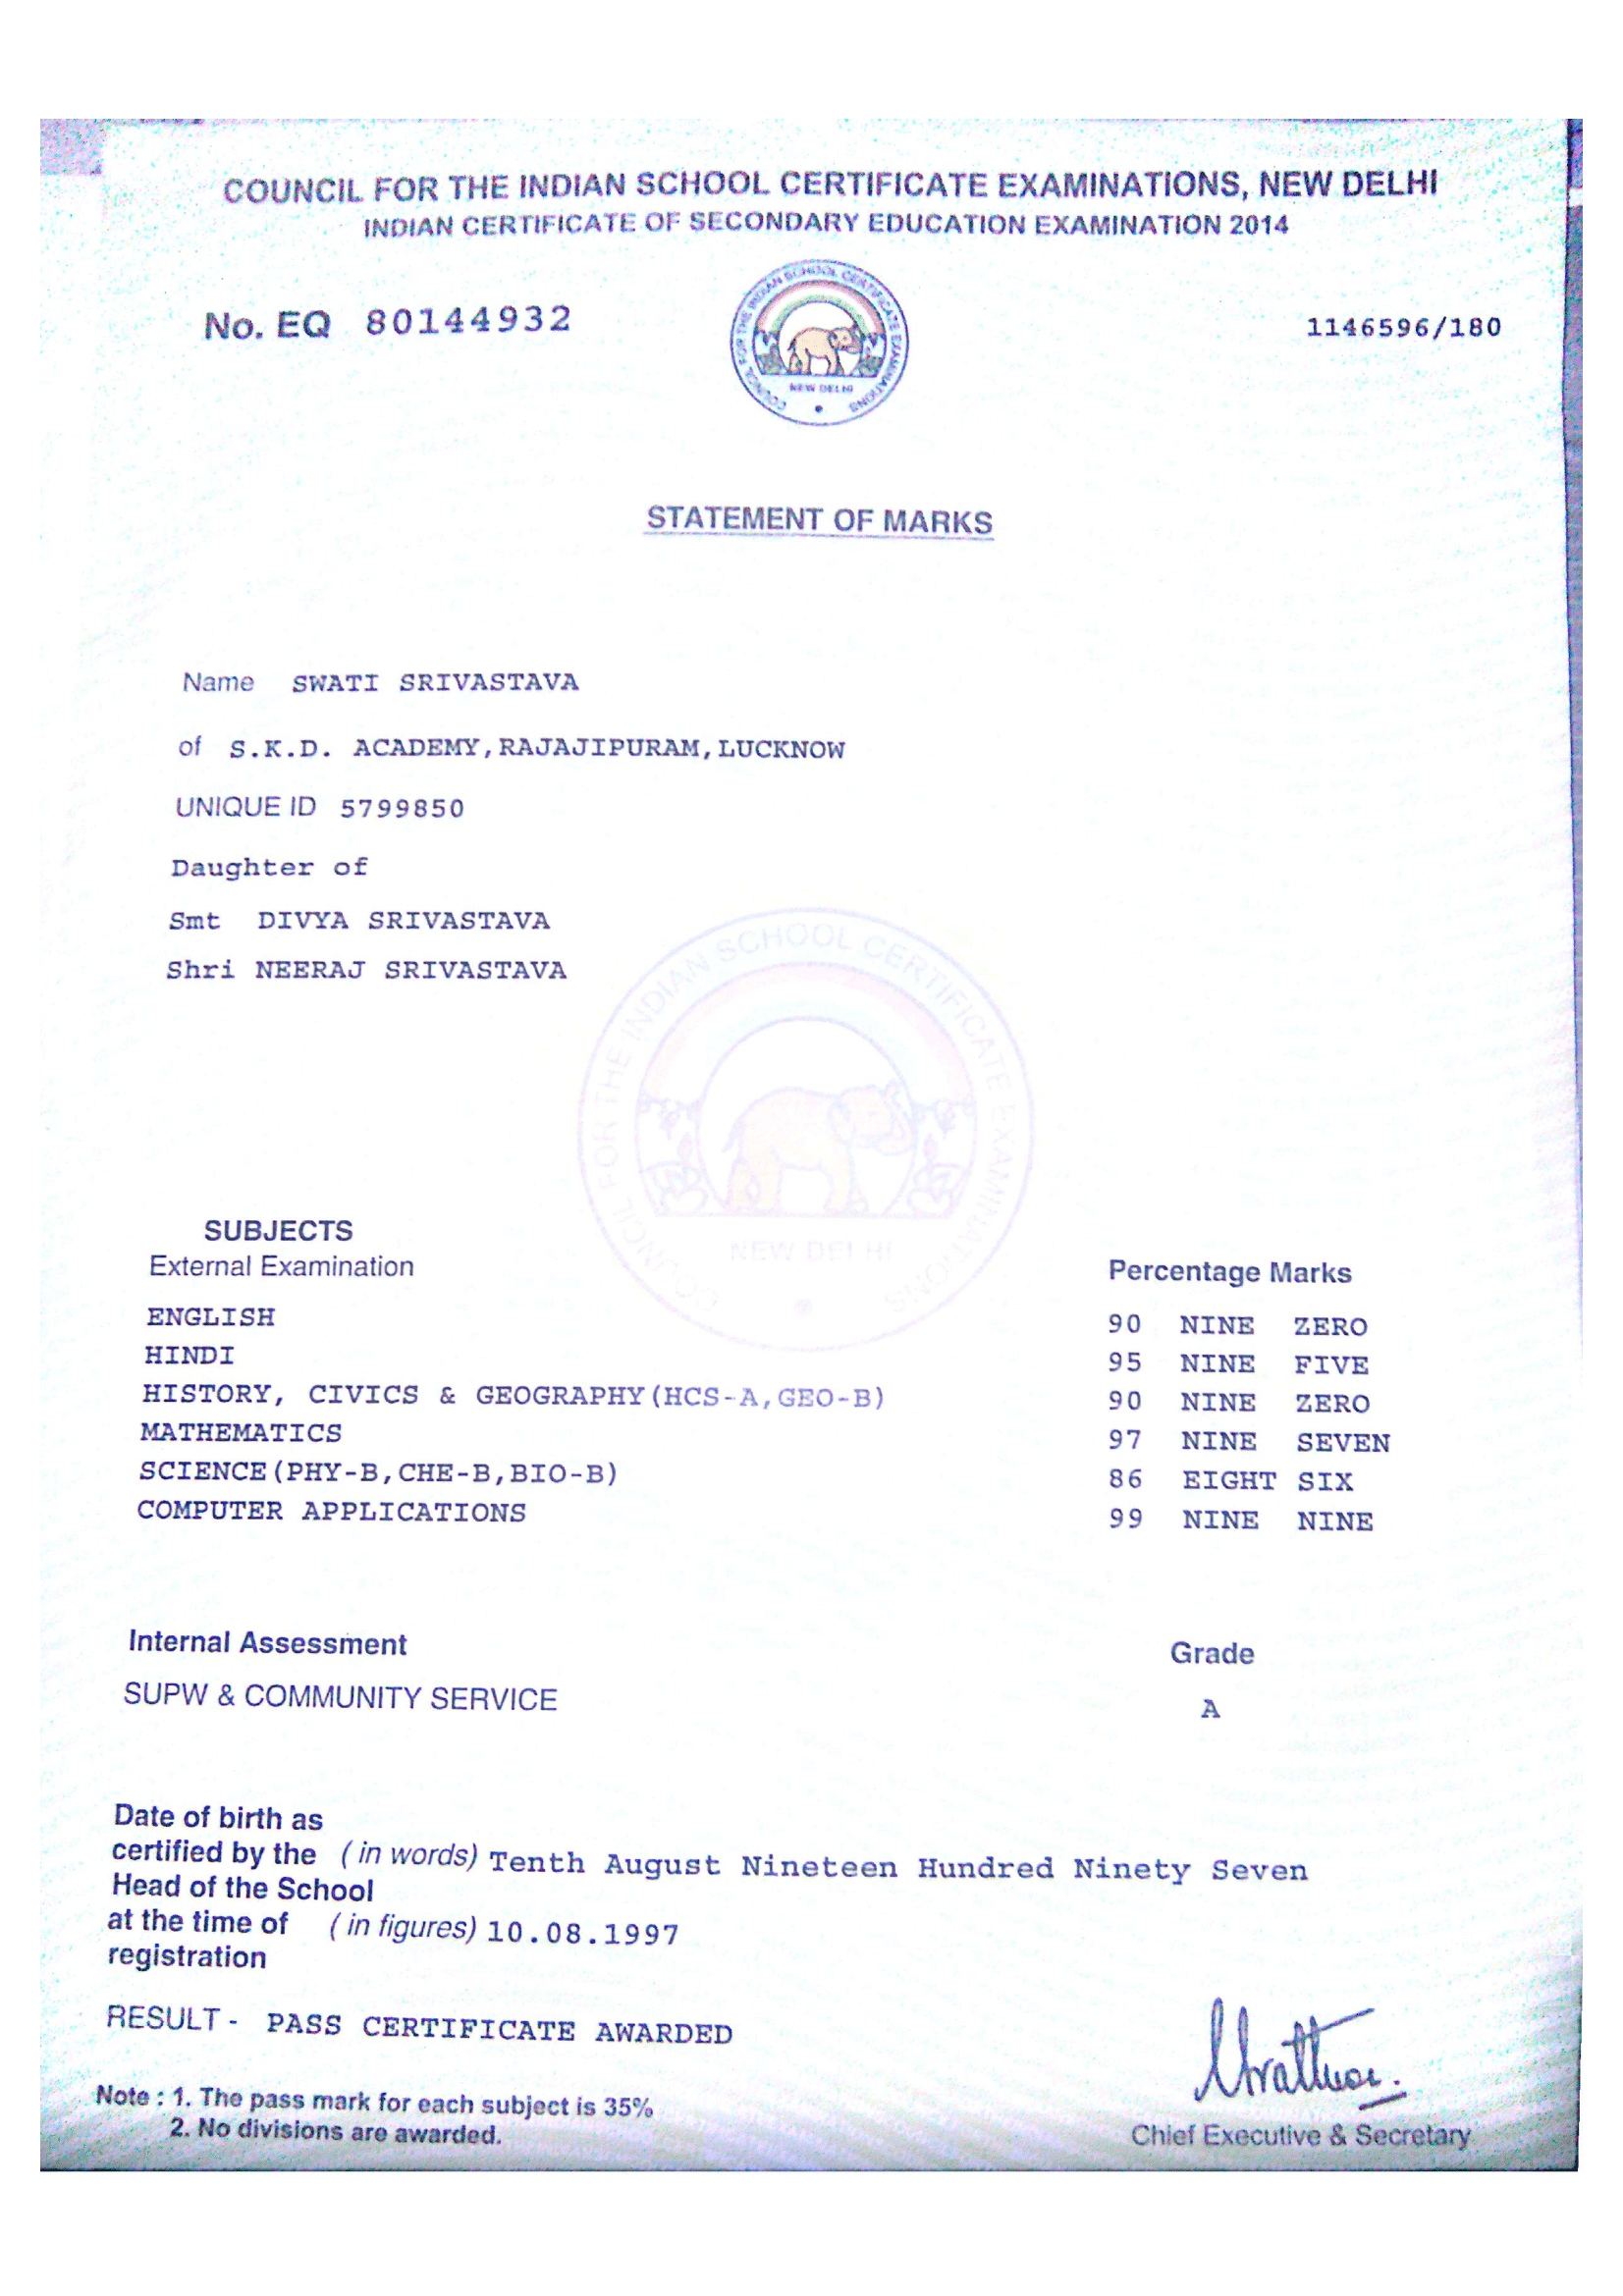 COUNCIL FOR THE INDIAN SCHOOL CERTIFICATE EXAMINATIONS, NEW DELHI
INDIAN CERTIFICATE OF SECONDARY EDUCATION EXAMINATION 2014
No. EQ 80144932
COUNCIL FOR THE INDIAN SCHOOL CERTIFICATE EXAMINATIONS
NEW DELHI
1146596/180
STATEMENT OF MARKS
Name SWATI SRIVASTAVA
of S.K.D. ACADEMY,RAJAJIPURAM,LUCKNOW
UNIQUE ID 5799850
Daughter of
Smt DIVYA SRIVASTAVA
Shri NEERAJ SRIVASTAVA
COUNCIL FOR THE INDIAN SCHOOL CERTIFICATE EXAMINATIONS
NEW DELHI
SUBJECTS
External Examination Percentage Marks
ENGLISH 90 NINE ZERO
HINDI 95 NINE FIVE
HISTORY, CIVICS & GEOGRAPHY(HCS-A,GEO-B) 90 NINE ZERO
MATHEMATICS 97 NINE SEVEN
SCIENCE(PHY-B,CHE-B,BIO-B) 86 EIGHT SIX
COMPUTER APPLICATIONS 99 NINE NINE
Internal Assessment Grade
SUPW & COMMUNITY SERVICE A
Date of birth as
certified by the (in words) Tenth August Nineteen Hundred Ninety Seven
Head of the School
at the time of (in figures) 10.08.1997
registration
RESULT - PASS CERTIFICATE AWARDED
Note : 1. The pass mark for each subject is 35%
2. No divisions are awarded.
Chief Executive & Secretary